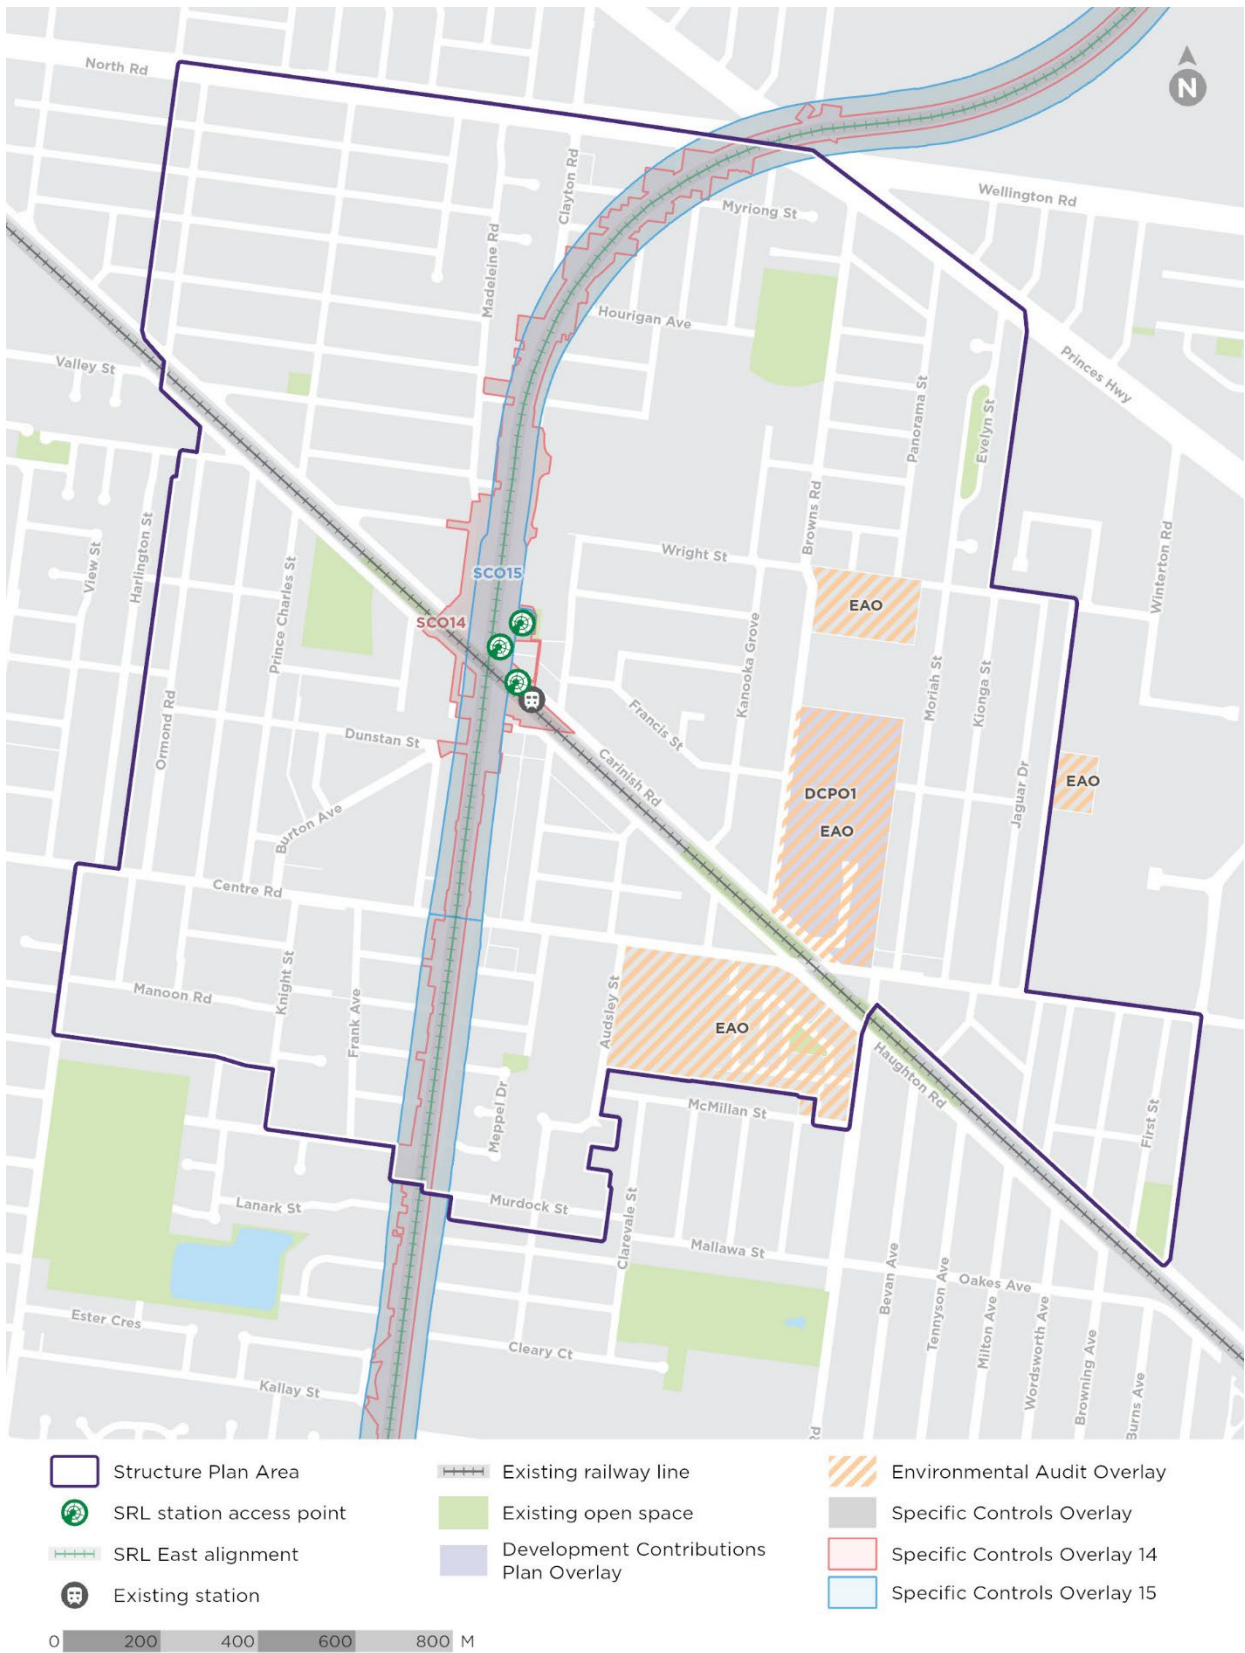 North Rd
N
Clayton Rd
Wellington Rd
Myriong St
Madeleine Rd
Hourigan Ave
Valley St
Princes Hwy
Panorama St
Evelyn St
Browns Rd
Harlington St
View St
Wright St
Winterton Rd
SCO15
Prince Charles St
EAO
SCO14
Kanooka Grove
Moriah St
Kionga St
Ormond Rd
Francis St
Dunstan St
Carinish Rd
EAO
DCPO1
Jaguar Dr
Burton Ave
EAO
Centre Rd
Knight St
Manoon Rd
Audsley St
Frank Ave
EAO
Haughton Rd
Meppel Dr
McMillan St
First St
Lanark St
Murdock St
Clarevale St
Mallawa St
Bevan Ave
Oakes Ave
Tennyson Ave
Milton Ave
Wordsworth Ave
Browning Ave
Burns Ave
Ester Cres
Cleary Ct
Kallay St
Rd
Structure Plan Area
SRL station access point
SRL East alignment
Existing station
Existing railway line
Existing open space
Development Contributions
Plan Overlay
Environmental Audit Overlay
Specific Controls Overlay
Specific Controls Overlay 14
Specific Controls Overlay 15
0 200 400 600 800 M